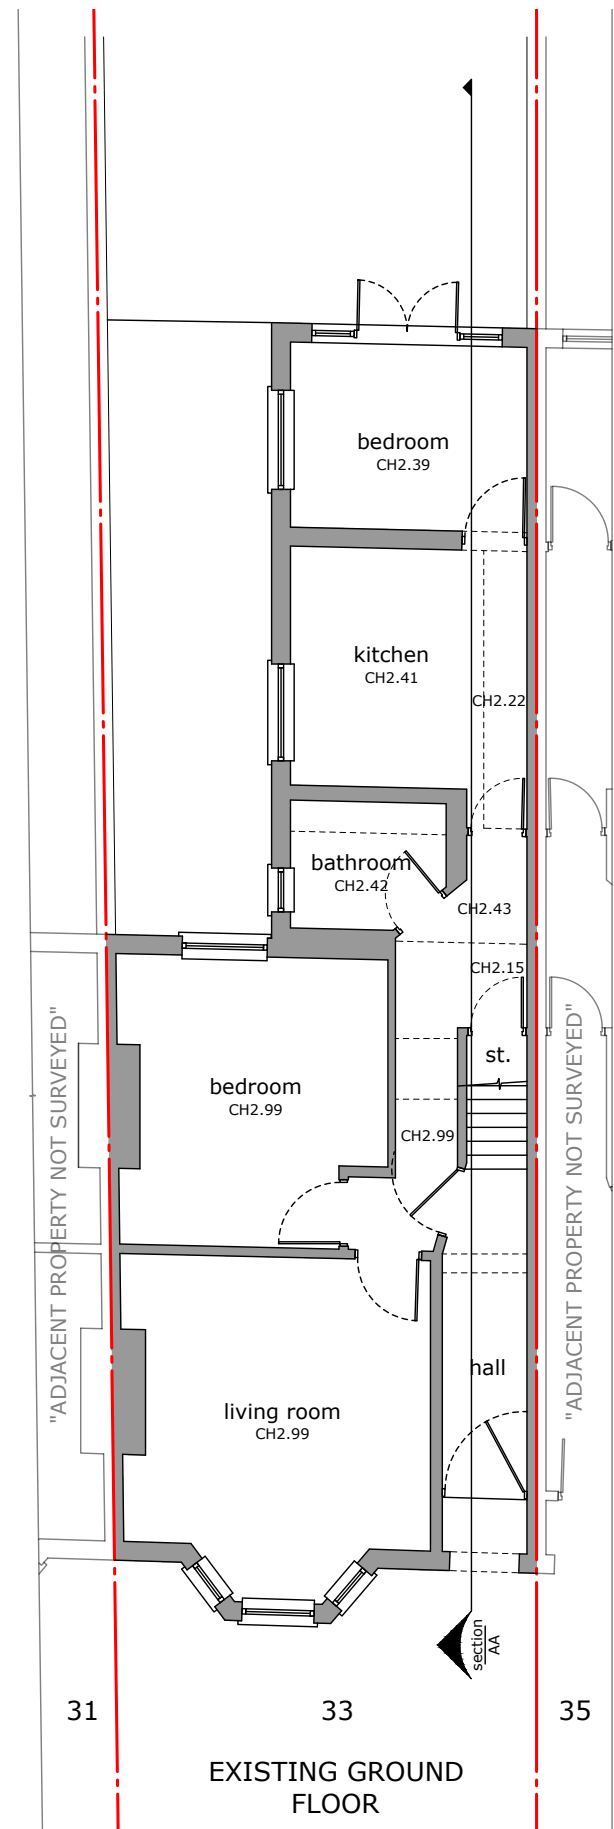 bedroom
CH2.39
kitchen
CH2.41
CH2.22
bathroom
CH2.42
CH2.43
CH2.15
st.
bedroom
CH2.99
CH2.99
"ADJACENT PROPERTY NOT SURVEYED"
"ADJACENT PROPERTY NOT SURVEYED"
hall
living room
CH2.99
section
AA
31
33
35
EXISTING GROUND
FLOOR